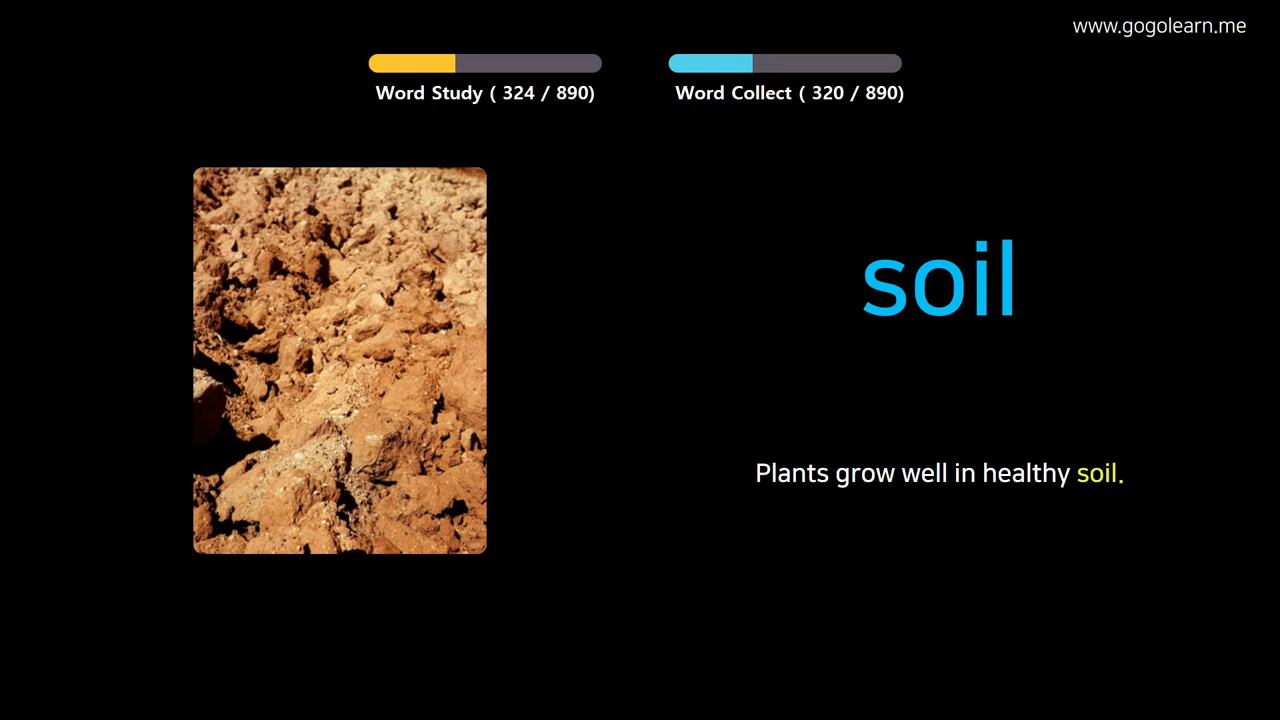 www.gogolearn.me
Word Study ( 324 / 890)
Word Collect ( 320 / 890)
soil
Plants grow well in healthy soil.